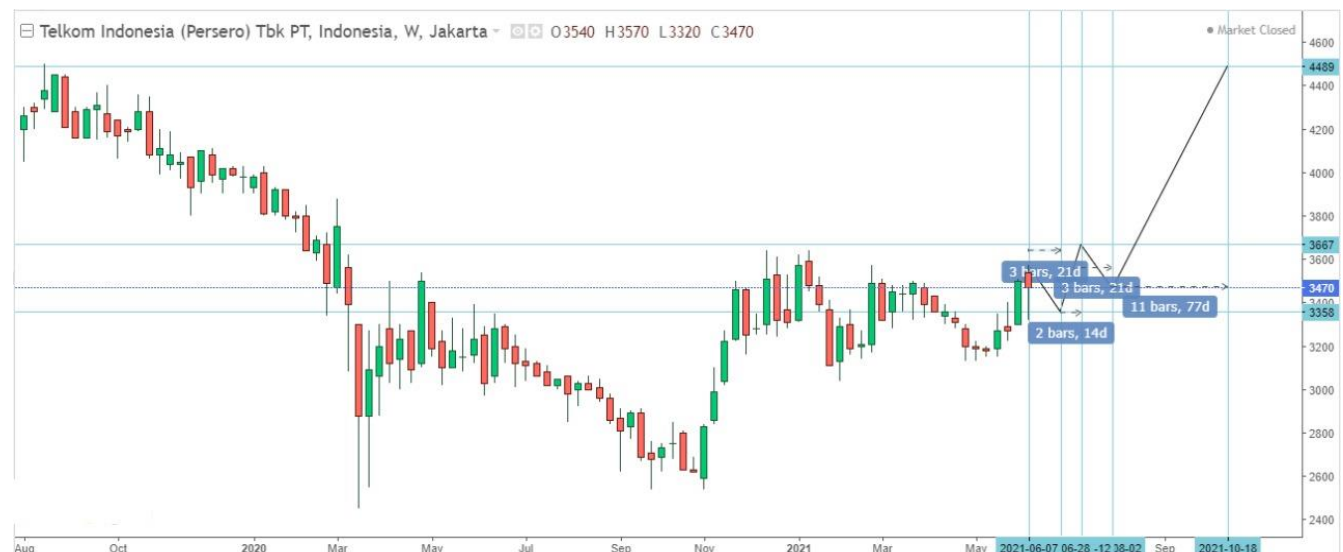 Telkom Indonesia (Persero) Tbk PT, Indonesia, W, Jakarta O3540 H3570 L3320 C3470
Market Closed
4600
4489
4400
4200
4000
3800
3667
3600
3470
3400
3358
3200
3000
2800
2600
2400
3 bars, 21d
3 bars, 21d
11 bars, 77d
2 bars, 14d
Aug Oct 2020 Mar May Jul Sep Nov 2021 Mar May 2021-06-07 06-28 -12 08-02 Sep 2021-10-18